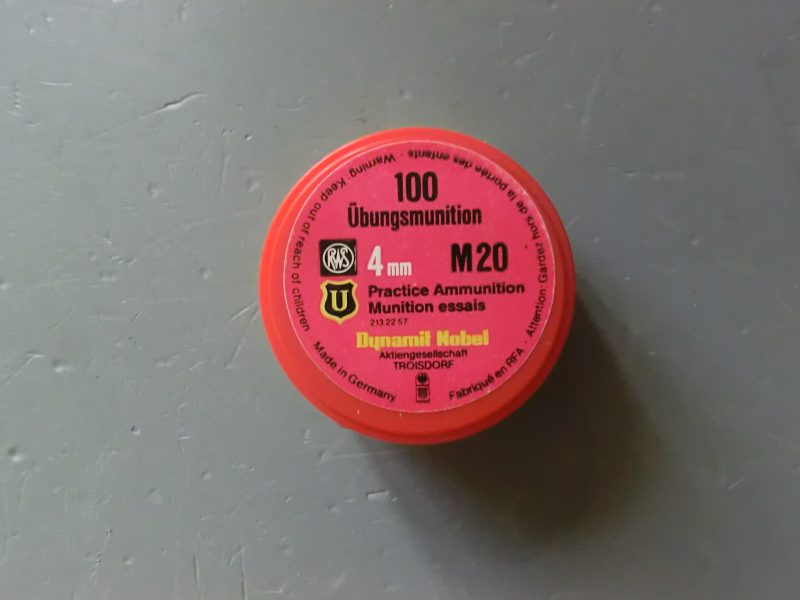 100
Übungsmunition
RWS
4 mm M20
U
Practice Ammunition
Munition essais
213 22 57
Dynamit Nobel
Aktiengesellschaft
TROISDORF
Made in Germany · Warning: Keep out of reach of children
Fabriqué en RFA · Attention: Gardez hors de la portée des enfants